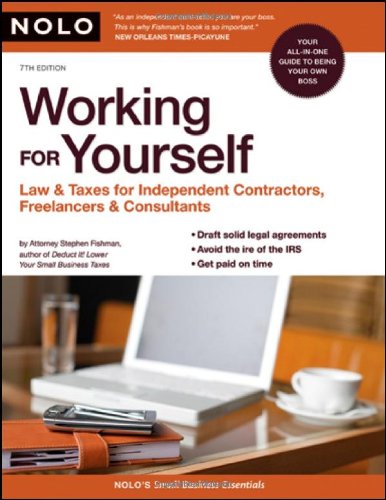 NOLO
"As an independent contractor, you are your boss.
This is why Fishman's book is so important."
NEW ORLEANS TIMES-PICAYUNE
YOUR
ALL-IN-ONE
GUIDE TO BEING
YOUR OWN
BOSS
7TH EDITION
Working
FOR Yourself
Law & Taxes for Independent Contractors,
Freelancers & Consultants
by Attorney Stephen Fishman,
author of Deduct It! Lower
Your Small Business Taxes
• Draft solid legal agreements
• Avoid the ire of the IRS
• Get paid on time
NOLO'S Small Business Essentials